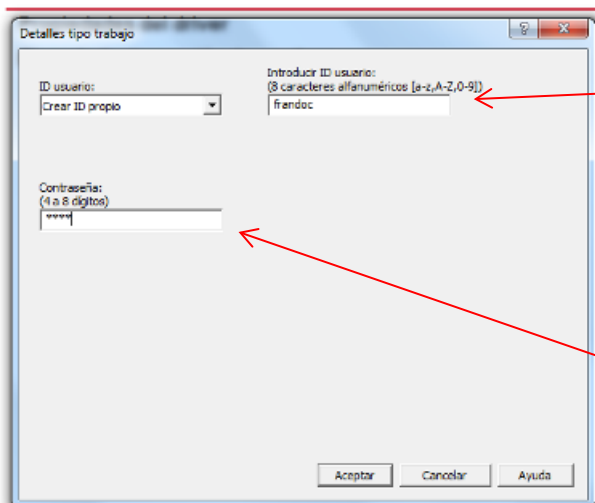 Detalles tipo trabajo
ID usuario:
Crear ID propio
Introducir ID usuario:
(8 caracteres alfanuméricos [a-z,A-Z,0-9])
frandoc
Contraseña:
(4 a 8 dígitos)
****
Aceptar
Cancelar
Ayuda